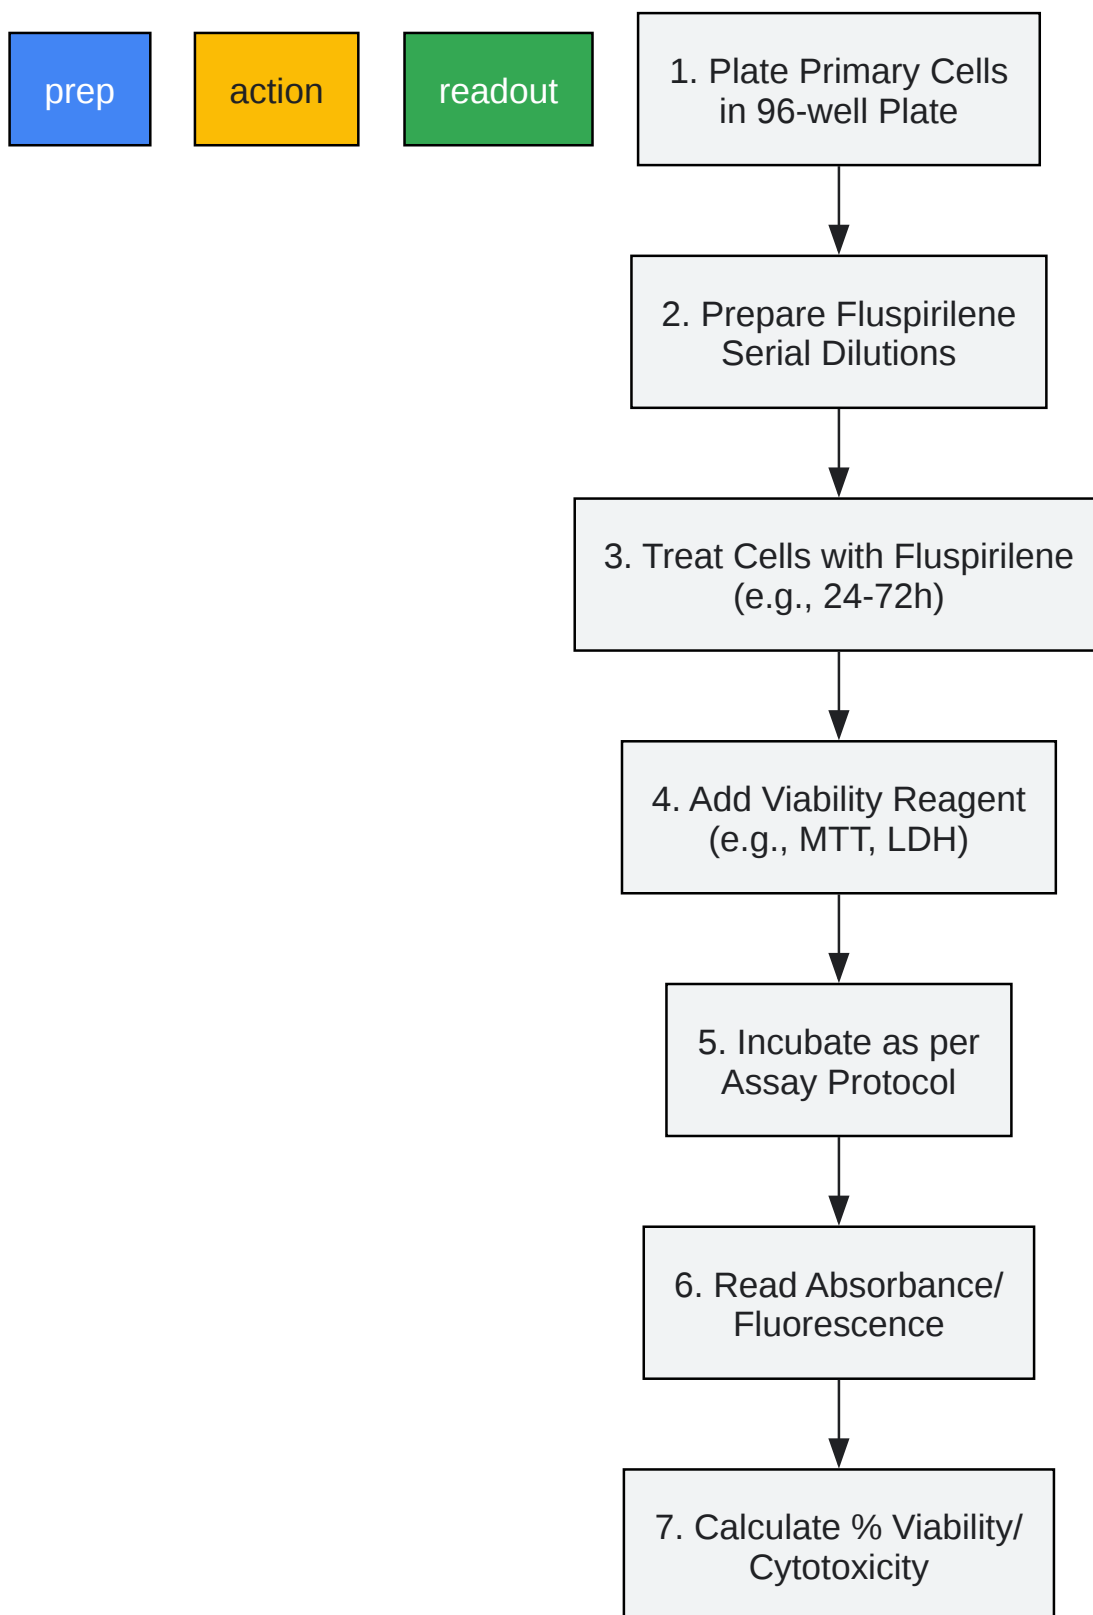 prep
action
readout
1. Plate Primary Cells
in 96-well Plate
2. Prepare Fluspirilene
Serial Dilutions
3. Treat Cells with Fluspirilene
(e.g., 24-72h)
4. Add Viability Reagent
(e.g., MTT, LDH)
5. Incubate as per
Assay Protocol
6. Read Absorbance/
Fluorescence
7. Calculate % Viability/
Cytotoxicity